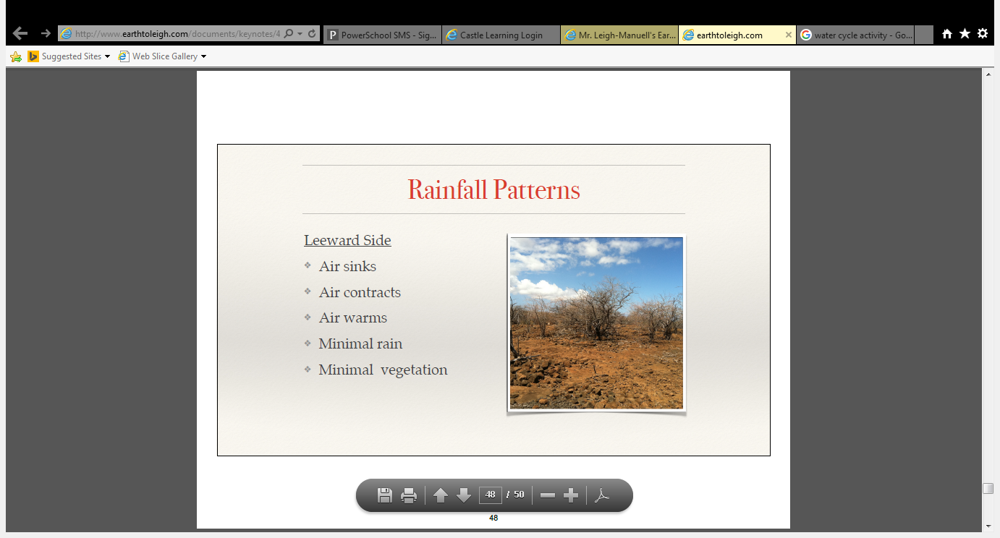 http://www.earthtoleigh.com/documents/keynotes/4
PowerSchool SMS - Sig...
Castle Learning Login
Mr. Leigh-Manuell's Ear...
earthtoleigh.com
water cycle activity - Go...
Suggested Sites
Web Slice Gallery
Rainfall Patterns
Leeward Side
Air sinks
Air contracts
Air warms
Minimal rain
Minimal vegetation
48 / 50
48